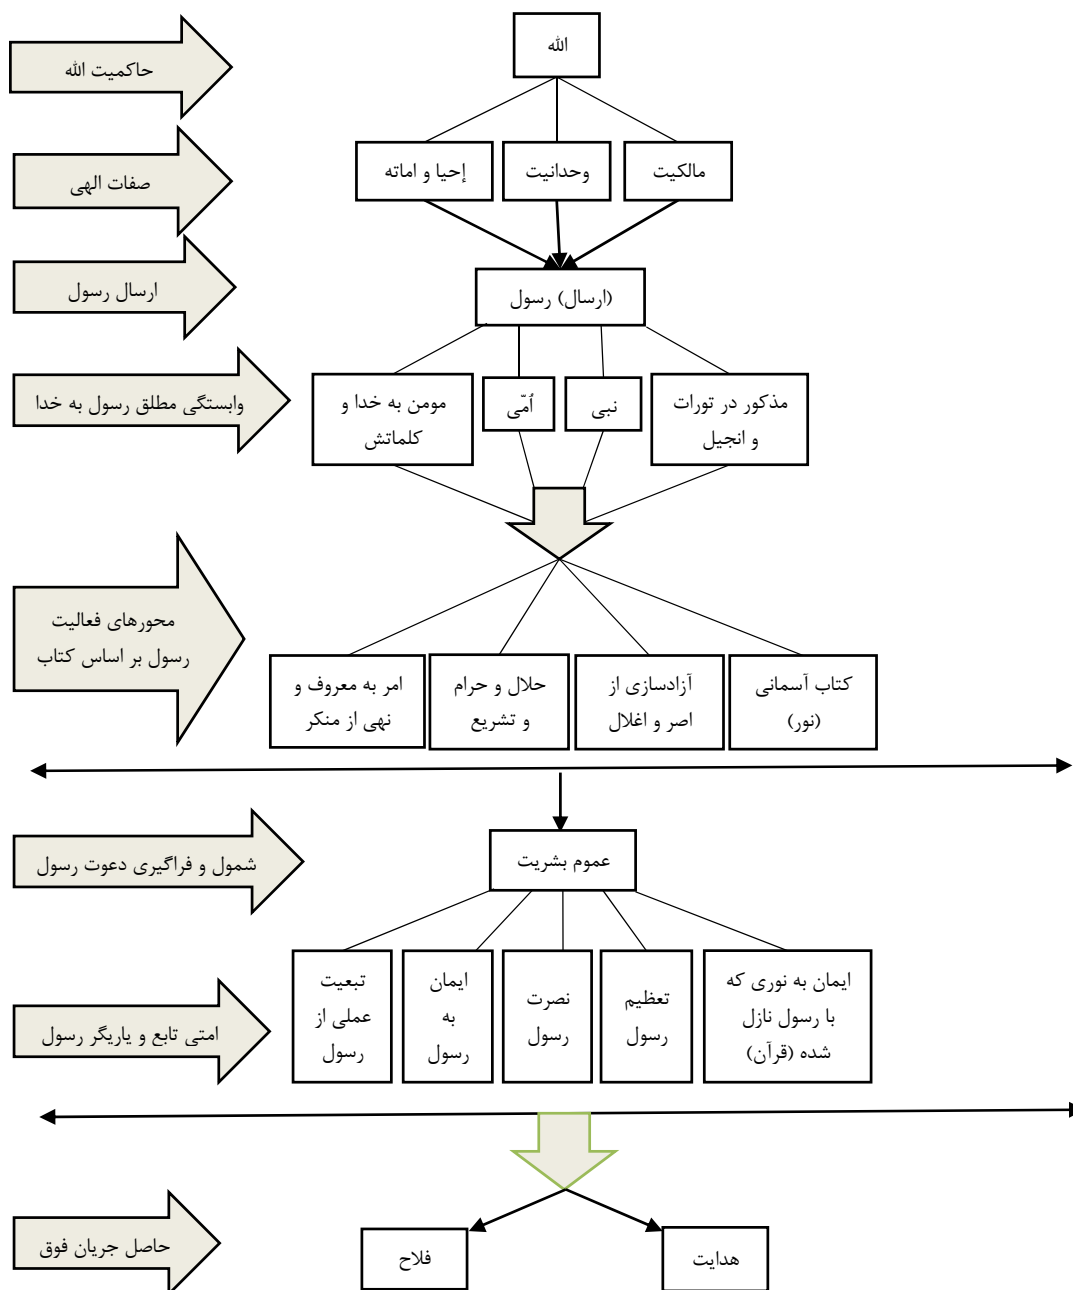 الله
حاکمیت الله
مالکیت
وحدانیت
إحیا و اماته
صفات الهی
(ارسال) رسول
ارسال رسول
مذکور در تورات
و انجیل
نبی
اُمّی
مومن به خدا و
کلماتش
وابستگی مطلق رسول به خدا
محورهای فعالیت
رسول بر اساس کتاب
کتاب آسمانی
(نور)
آزادسازی از
اصر و اغلال
حلال و حرام
و تشریع
امر به معروف و
نهی از منکر
عموم بشریت
شمول و فراگیری دعوت رسول
ایمان به نوری که
با رسول نازل
شده (قرآن)
تعظیم
رسول
نصرت
رسول
ایمان
به
رسول
تبعیت
عملی از
رسول
امتی تابع و یاریگر رسول
هدایت
فلاح
حاصل جریان فوق